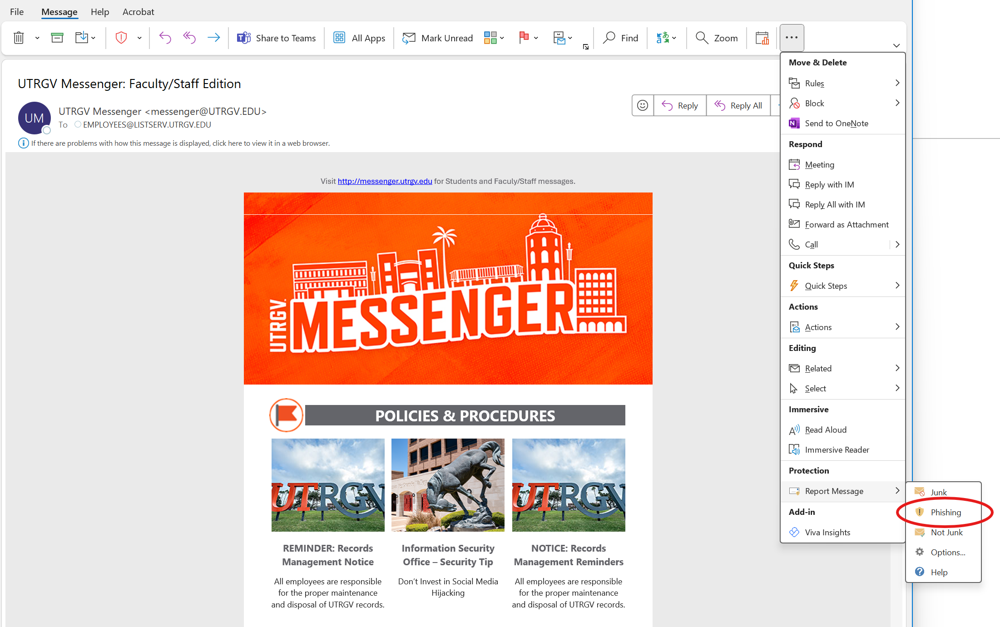 File Message Help Acrobat
Share to Teams All Apps Mark Unread Find Zoom
UTRGV Messenger: Faculty/Staff Edition
UM
UTRGV Messenger <messenger@UTRGV.EDU>
To EMPLOYEES@LISTSERV.UTRGV.EDU
Reply Reply All
If there are problems with how this message is displayed, click here to view it in a web browser.
Visit http://messenger.utrgv.edu for Students and Faculy/Staff messages.
UTRGV
MESSENGER
POLICIES & PROCEDURES
UTRGV
UTRGV
REMINDER: Records
Management Notice
All employees are responsible
for the proper maintenance
and disposal of UTRGV records.
Information Security
Office – Security Tip
Don't Invest in Social Media
Hijacking
NOTICE: Records
Management Reminders
All employees are responsible
for the proper maintenance
and disposal of UTRGV records.
Move & Delete
Rules
Block
Send to OneNote
Respond
Meeting
Reply with IM
Reply All with IM
Forward as Attachment
Call
Quick Steps
Quick Steps
Actions
Actions
Editing
Related
Select
Immersive
Read Aloud
Immersive Reader
Protection
Report Message
Add-in
Viva Insights
Junk
Phishing
Not Junk
Options...
Help